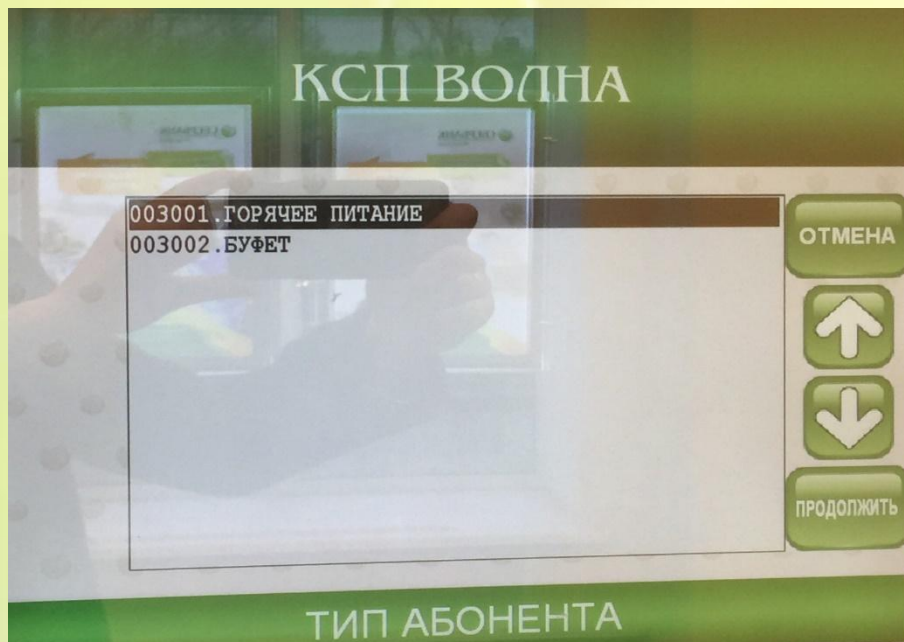 КСП ВОЛНА
003001.ГОРЯЧЕЕ ПИТАНИЕ
003002.БУФЕТ
ОТМЕНА
ПРОДОЛЖИТЬ
ТИП АБОНЕНТА